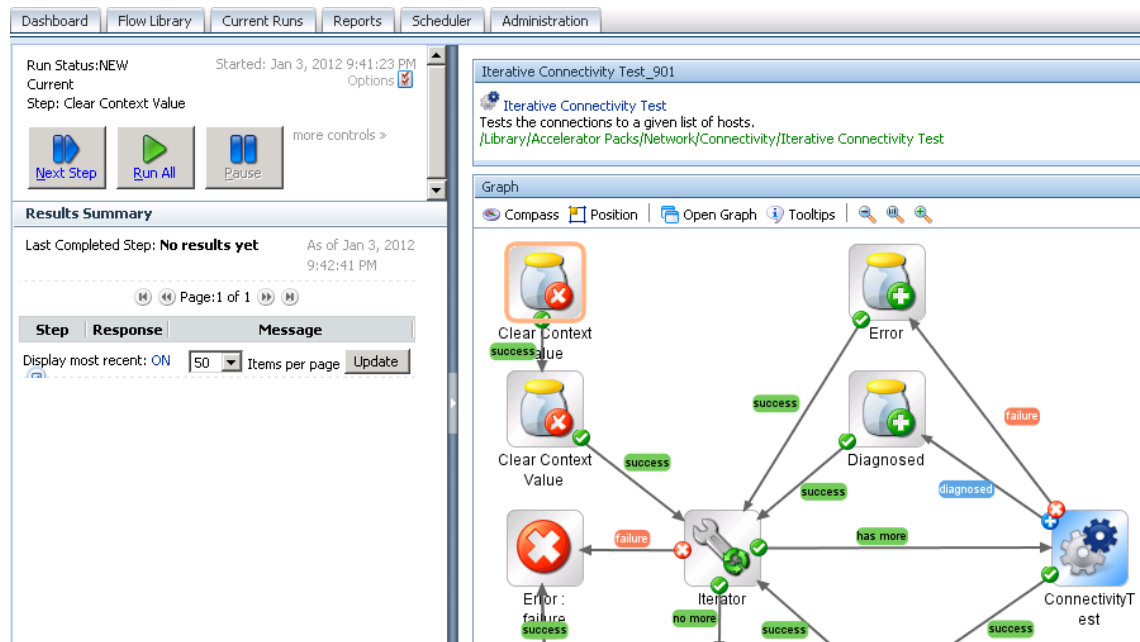 Dashboard
Flow Library
Current Runs
Reports
Scheduler
Administration
Run Status:NEW
Started: Jan 3, 2012 9:41:23 PM
Current
Options
Step: Clear Context Value
more controls »
Next Step
Run All
Pause
Results Summary
Last Completed Step: No results yet
As of Jan 3, 2012
9:42:41 PM
Page:1 of 1
Step
Response
Message
Display most recent: ON
50
Items per page
Update
Iterative Connectivity Test_901
Iterative Connectivity Test
Tests the connections to a given list of hosts.
/Library/Accelerator Packs/Network/Connectivity/Iterative Connectivity Test
Graph
Compass
Position
Open Graph
Tooltips
Clear Context
Value
success
Error
success
failure
Clear Context
Value
success
Diagnosed
success
diagnosed
failure
has more
Error :
failure
success
Iterator
no more
success
ConnectivityT
est
success